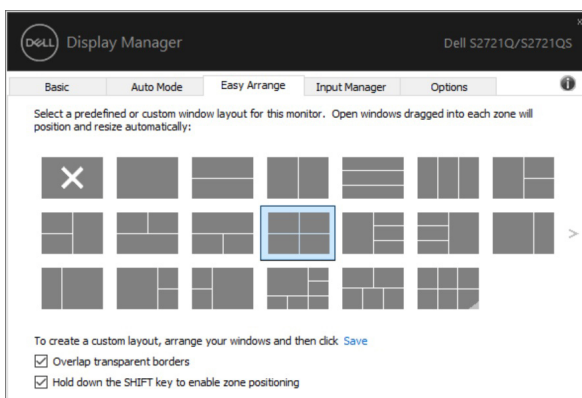 DELL Display Manager
Dell S2721Q/S2721QS
Basic
Auto Mode
Easy Arrange
Input Manager
Options
Select a predefined or custom window layout for this monitor. Open windows dragged into each zone will
position and resize automatically:
To create a custom layout, arrange your windows and then click Save
Overlap transparent borders
Hold down the SHIFT key to enable zone positioning